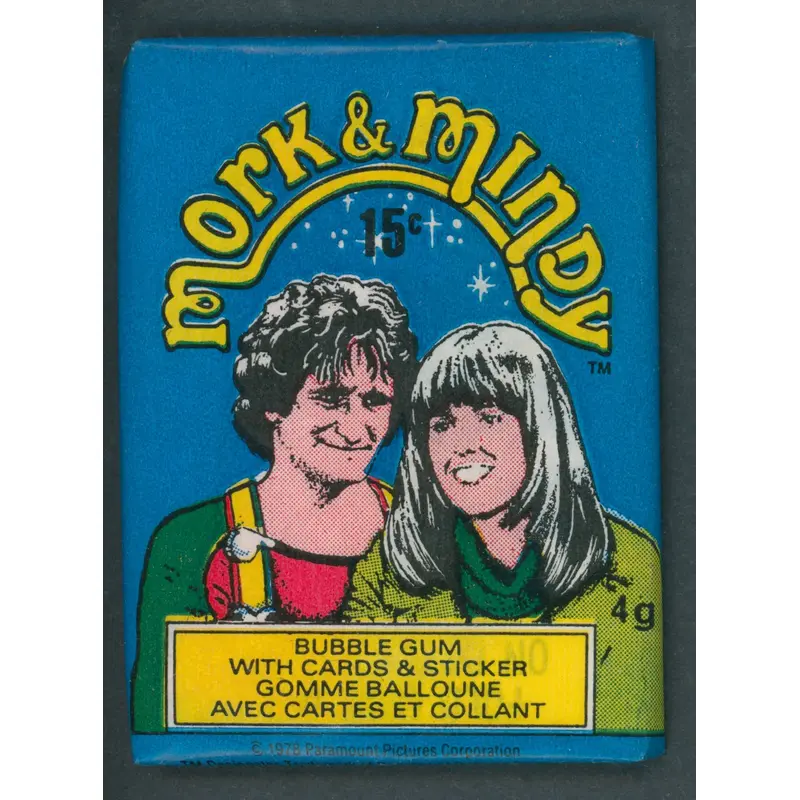 mork & mindy
15¢
TM
4g
BUBBLE GUM
WITH CARDS & STICKER
GOMME BALLOUNE
AVEC CARTES ET COLLANT
NO
© 1978 Paramount Pictures Corporation